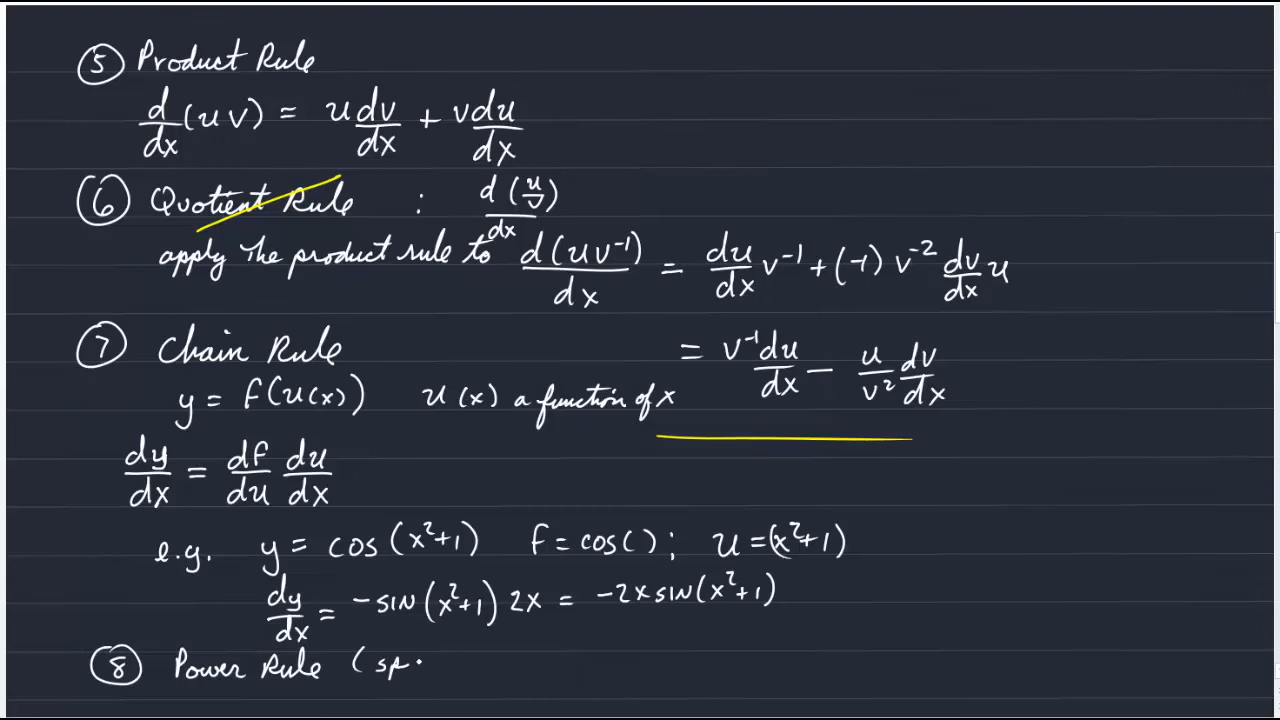 ⑤ Product Rule
d/dx (u v) = u dv/dx + v du/dx
⑥ Quotient Rule : d(u/v)/dx
apply the product rule to d(uv⁻¹)/dx = du/dx v⁻¹ + (-1) v⁻² dv/dx u
= v⁻¹ du/dx - u/v² dv/dx
⑦ Chain Rule
y = f(u(x)) u(x) a function of x
dy/dx = df/du du/dx
e.g. y = cos(x²+1) f = cos( ) ; u = (x²+1)
dy/dx = -sin(x²+1) 2x = -2x sin(x²+1)
⑧ Power Rule ( sp